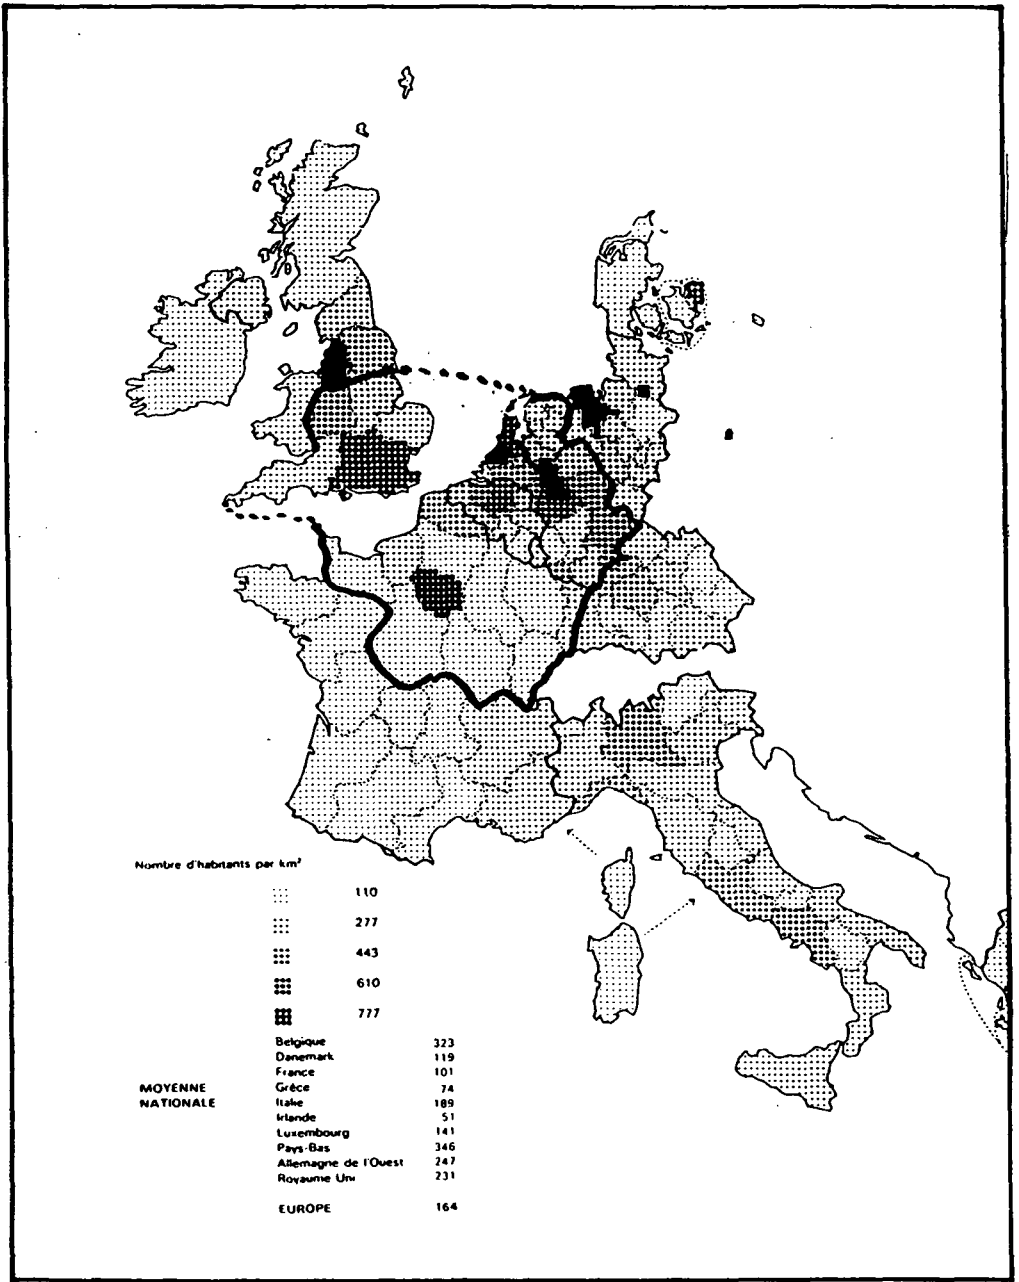 Nombre d'habitants par km²
110
277
443
610
777
MOYENNE NATIONALE
Belgique 323
Danemark 119
France 101
Grèce 74
Italie 189
Irlande 51
Luxembourg 141
Pays-Bas 346
Allemagne de l'Ouest 247
Royaume Uni 231
EUROPE 164